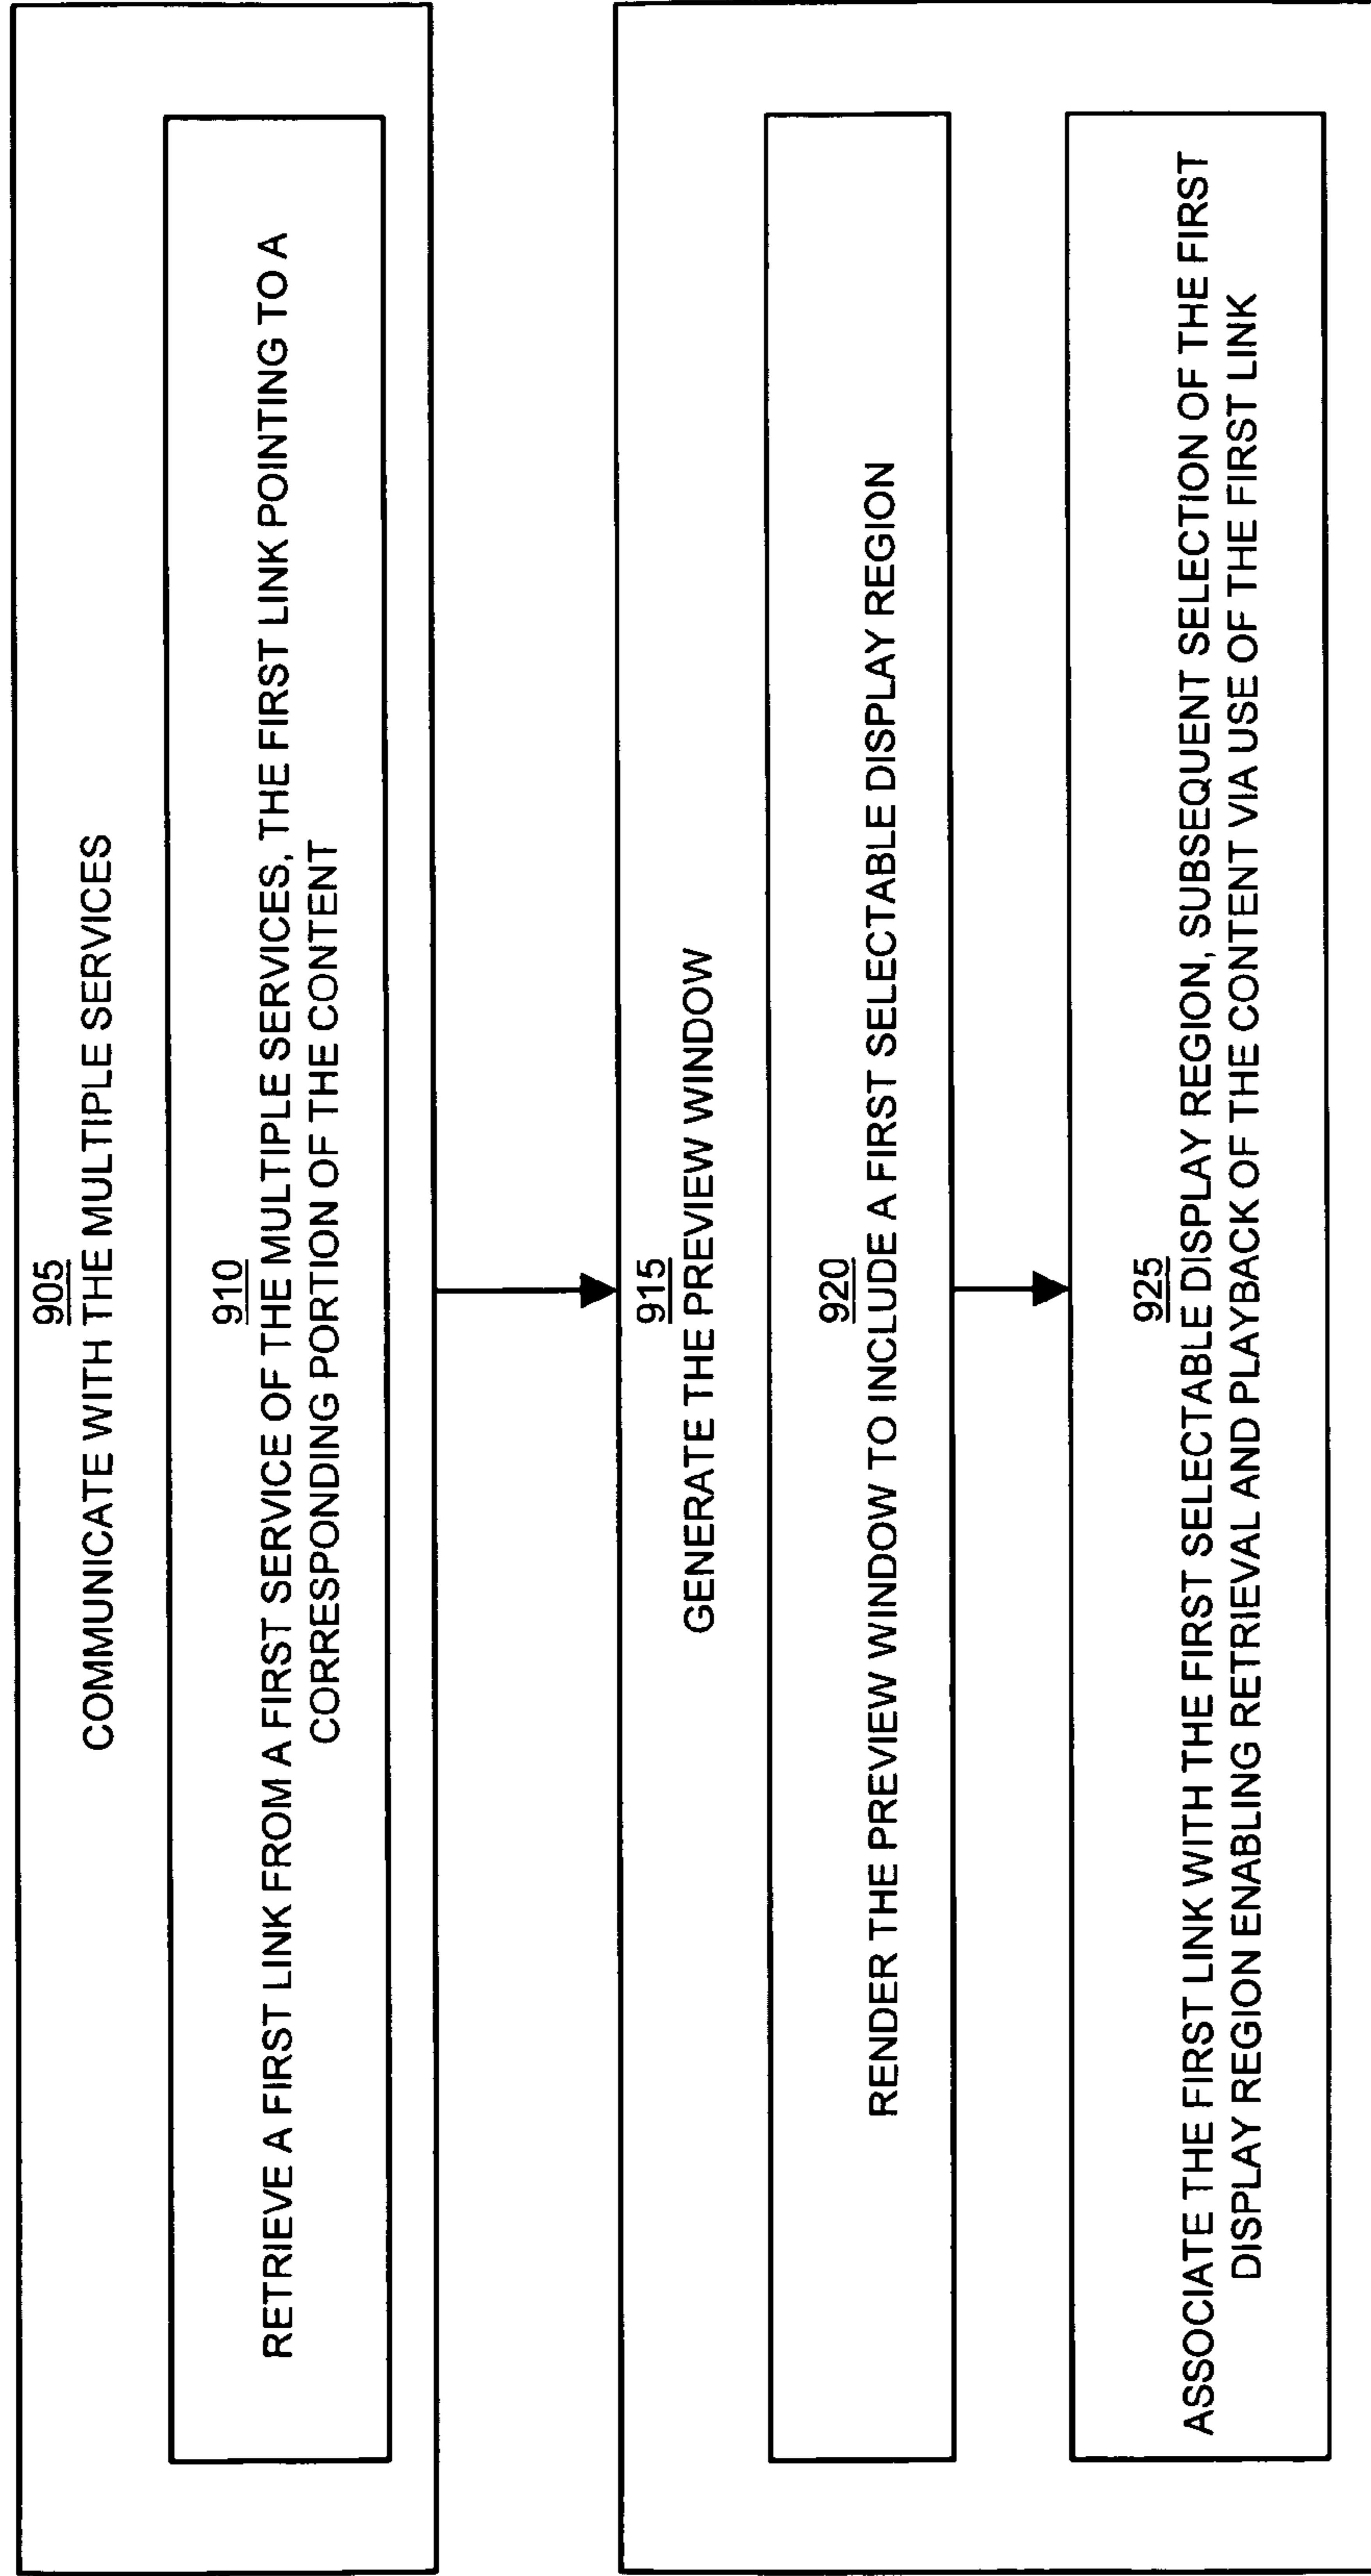 905
COMMUNICATE WITH THE MULTIPLE SERVICES
910
RETRIEVE A FIRST LINK FROM A FIRST SERVICE OF THE MULTIPLE SERVICES, THE FIRST LINK POINTING TO A
CORRESPONDING PORTION OF THE CONTENT
915
GENERATE THE PREVIEW WINDOW
920
RENDER THE PREVIEW WINDOW TO INCLUDE A FIRST SELECTABLE DISPLAY REGION
925
ASSOCIATE THE FIRST LINK WITH THE FIRST SELECTABLE DISPLAY REGION, SUBSEQUENT SELECTION OF THE FIRST
DISPLAY REGION ENABLING RETRIEVAL AND PLAYBACK OF THE CONTENT VIA USE OF THE FIRST LINK